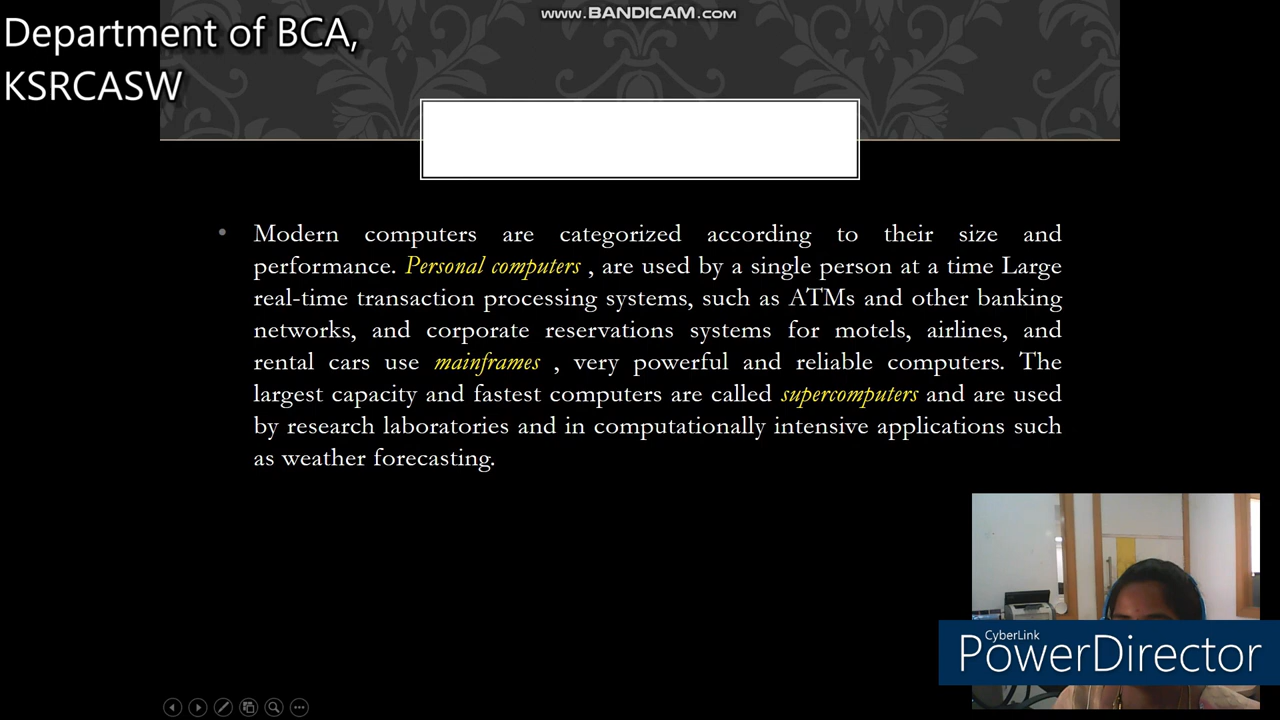 www.BANDICAM.com
Department of BCA,
KSRCASW
• Modern computers are categorized according to their size and
performance. Personal computers , are used by a single person at a time Large
real-time transaction processing systems, such as ATMs and other banking
networks, and corporate reservations systems for motels, airlines, and
rental cars use mainframes , very powerful and reliable computers. The
largest capacity and fastest computers are called supercomputers and are used
by research laboratories and in computationally intensive applications such
as weather forecasting.
CyberLink
PowerDirector